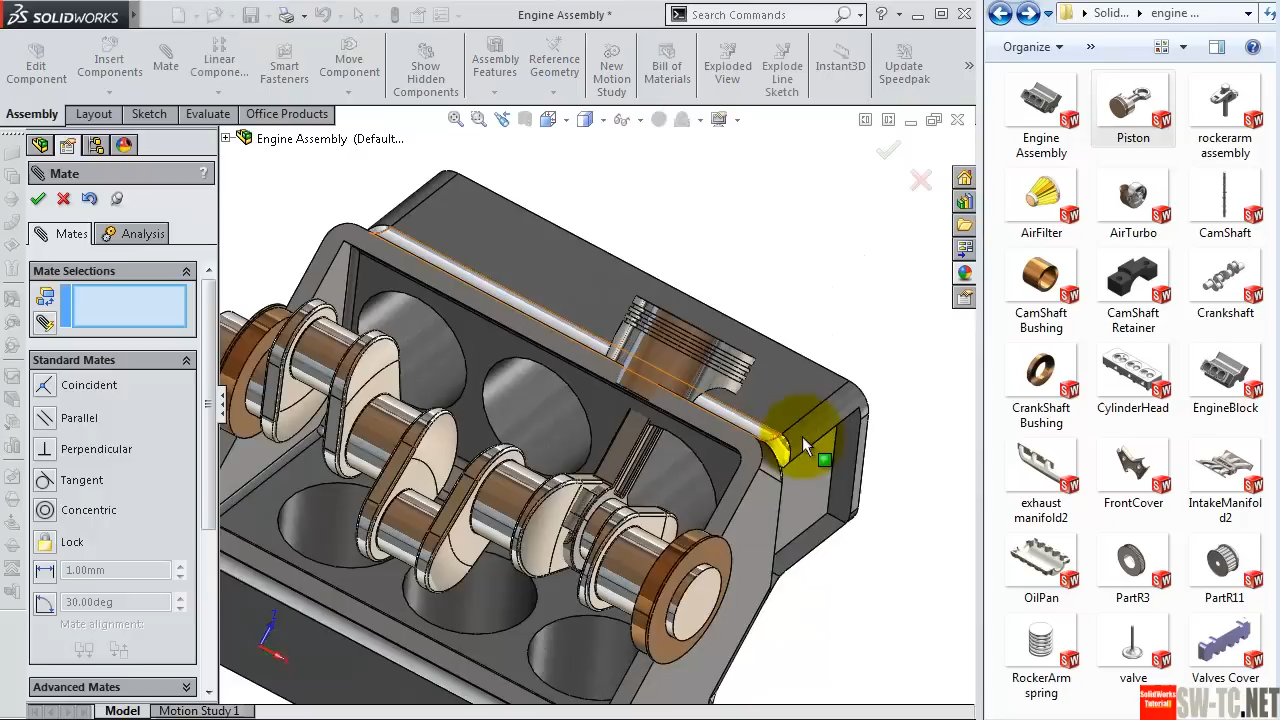 SOLIDWORKS
Engine Assembly *
Search Commands
Solid...
engine ...
Edit Component
Insert Components
Mate
Linear Compone...
Smart Fasteners
Move Component
Show Hidden Components
Assembly Features
Reference Geometry
New Motion Study
Bill of Materials
Exploded View
Explode Line Sketch
Instant3D
Update Speedpak
Organize
Assembly
Layout
Sketch
Evaluate
Office Products
Engine Assembly (Default...
Mate
?
Mates
Analysis
Mate Selections
Standard Mates
Coincident
Parallel
Perpendicular
Tangent
Concentric
Lock
1.00mm
30.00deg
Mate alignment:
Advanced Mates
Model
Motion Study 1
Engine Assembly
Piston
rockerarm assembly
AirFilter
AirTurbo
CamShaft
CamShaft Bushing
CamShaft Retainer
Crankshaft
CrankShaft Bushing
CylinderHead
EngineBlock
exhaust manifold2
FrontCover
IntakeManifold2
OilPan
PartR3
PartR11
RockerArm spring
valve
Valves Cover
SolidWorks Tutorial
SW-TC.NET